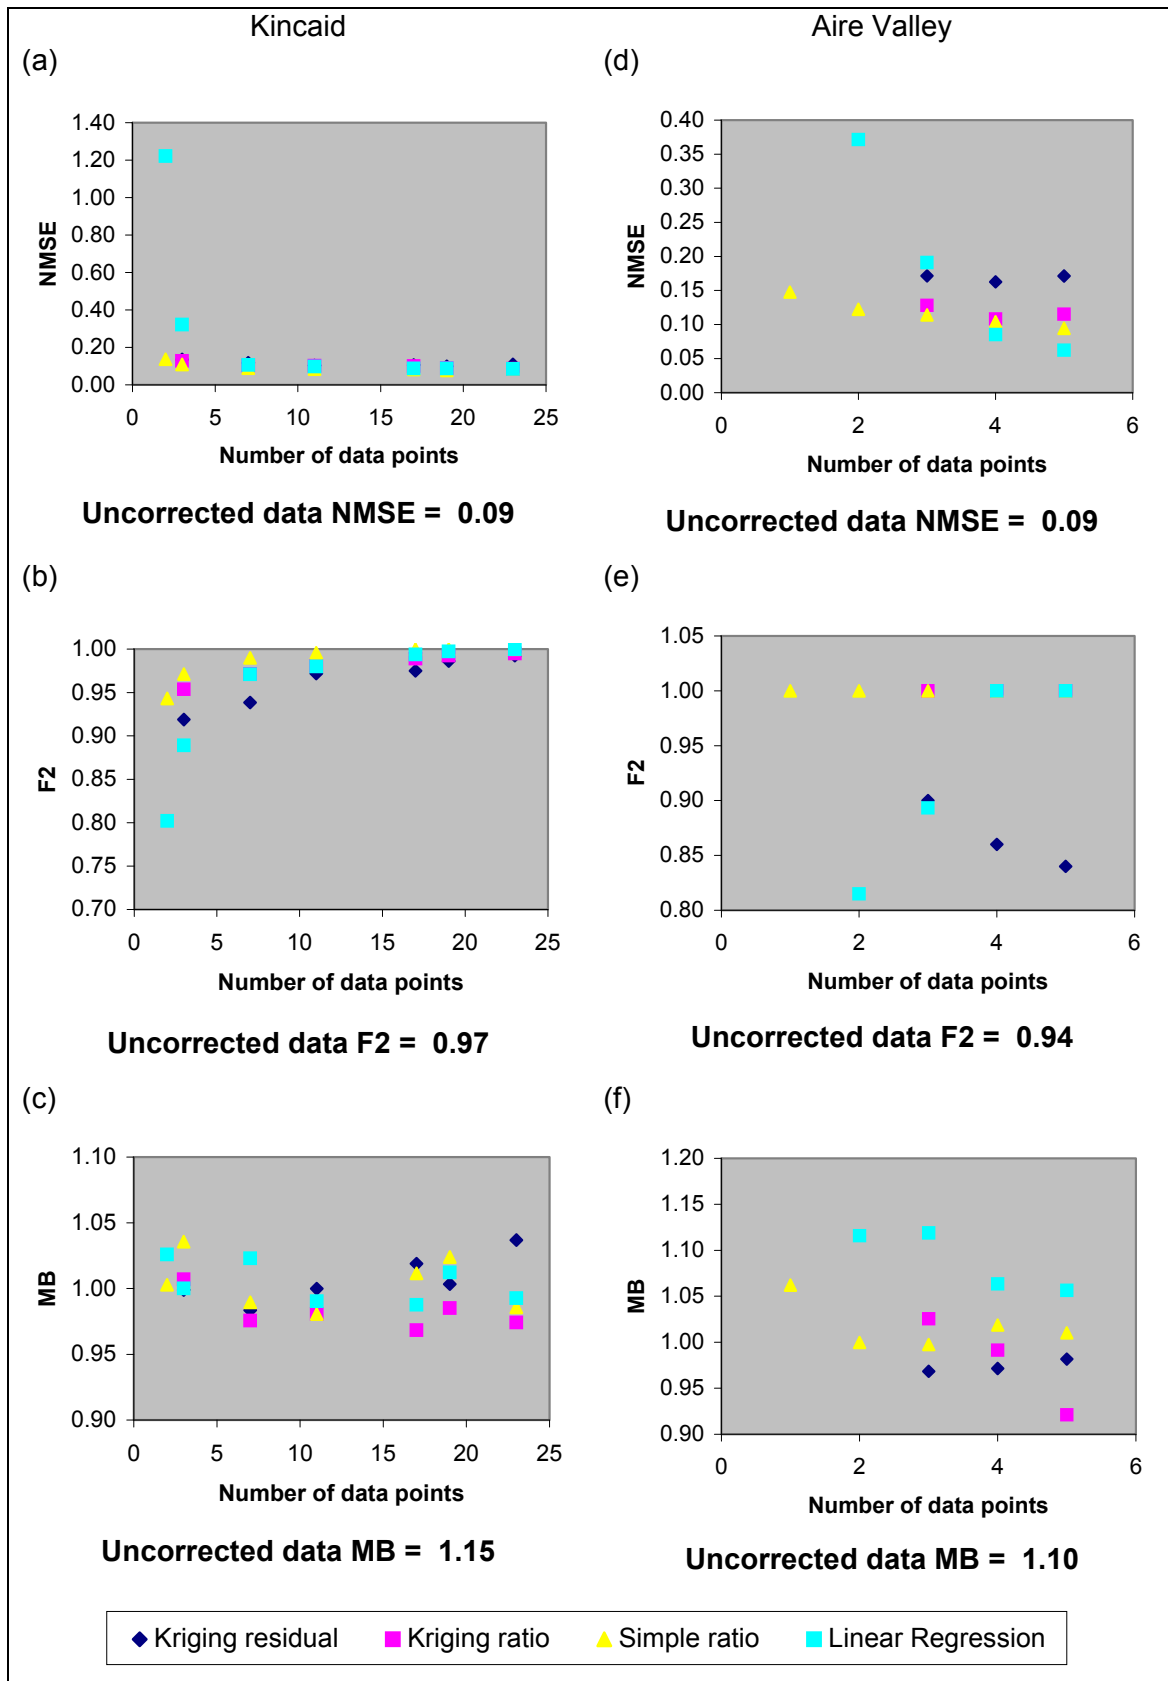 Kincaid
(a)
1.40
1.20
1.00
0.80
0.60
0.40
0.20
0.00
NMSE
0 5 10 15 20 25
Number of data points
Uncorrected data NMSE = 0.09
(b)
1.00
0.95
0.90
0.85
0.80
0.75
0.70
F2
0 5 10 15 20 25
Number of data points
Uncorrected data F2 = 0.97
(c)
1.10
1.05
1.00
0.95
0.90
MB
0 5 10 15 20 25
Number of data points
Uncorrected data MB = 1.15
Aire Valley
(d)
0.40
0.35
0.30
0.25
0.20
0.15
0.10
0.05
0.00
NMSE
0 2 4 6
Number of data points
Uncorrected data NMSE = 0.09
(e)
1.05
1.00
0.95
0.90
0.85
0.80
F2
0 2 4 6
Number of data points
Uncorrected data F2 = 0.94
(f)
1.20
1.15
1.10
1.05
1.00
0.95
0.90
MB
0 2 4 6
Number of data points
Uncorrected data MB = 1.10
Kriging residual Kriging ratio Simple ratio Linear Regression